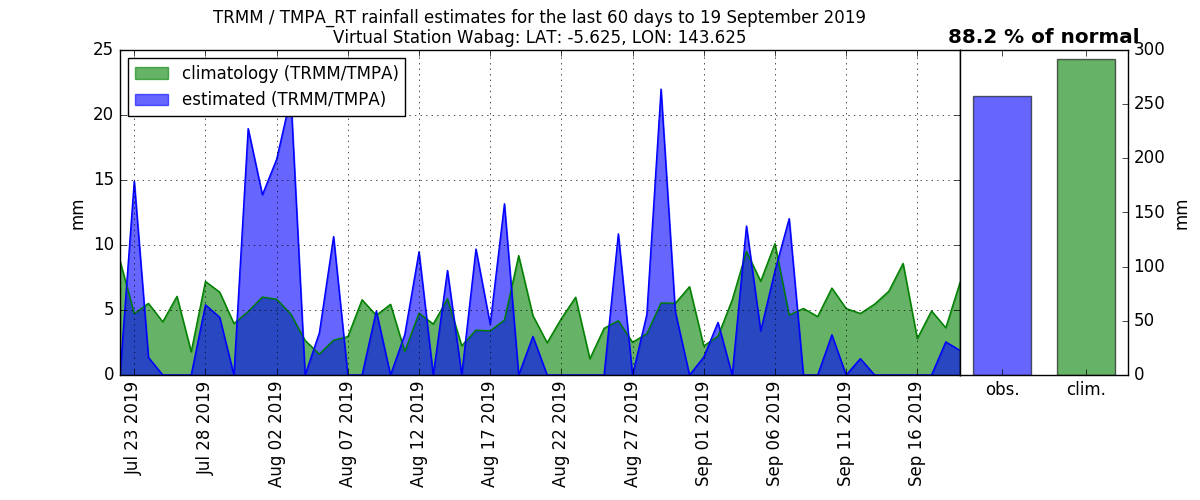 TRMM / TMPA_RT rainfall estimates for the last 60 days to 19 September 2019
Virtual Station Wabag: LAT: -5.625, LON: 143.625
88.2 % of normal
climatology (TRMM/TMPA)
estimated (TRMM/TMPA)
25
20
15
10
5
0
mm
Jul 23 2019
Jul 28 2019
Aug 02 2019
Aug 07 2019
Aug 12 2019
Aug 17 2019
Aug 22 2019
Aug 27 2019
Sep 01 2019
Sep 06 2019
Sep 11 2019
Sep 16 2019
300
250
200
150
100
50
0
mm
obs.
clim.